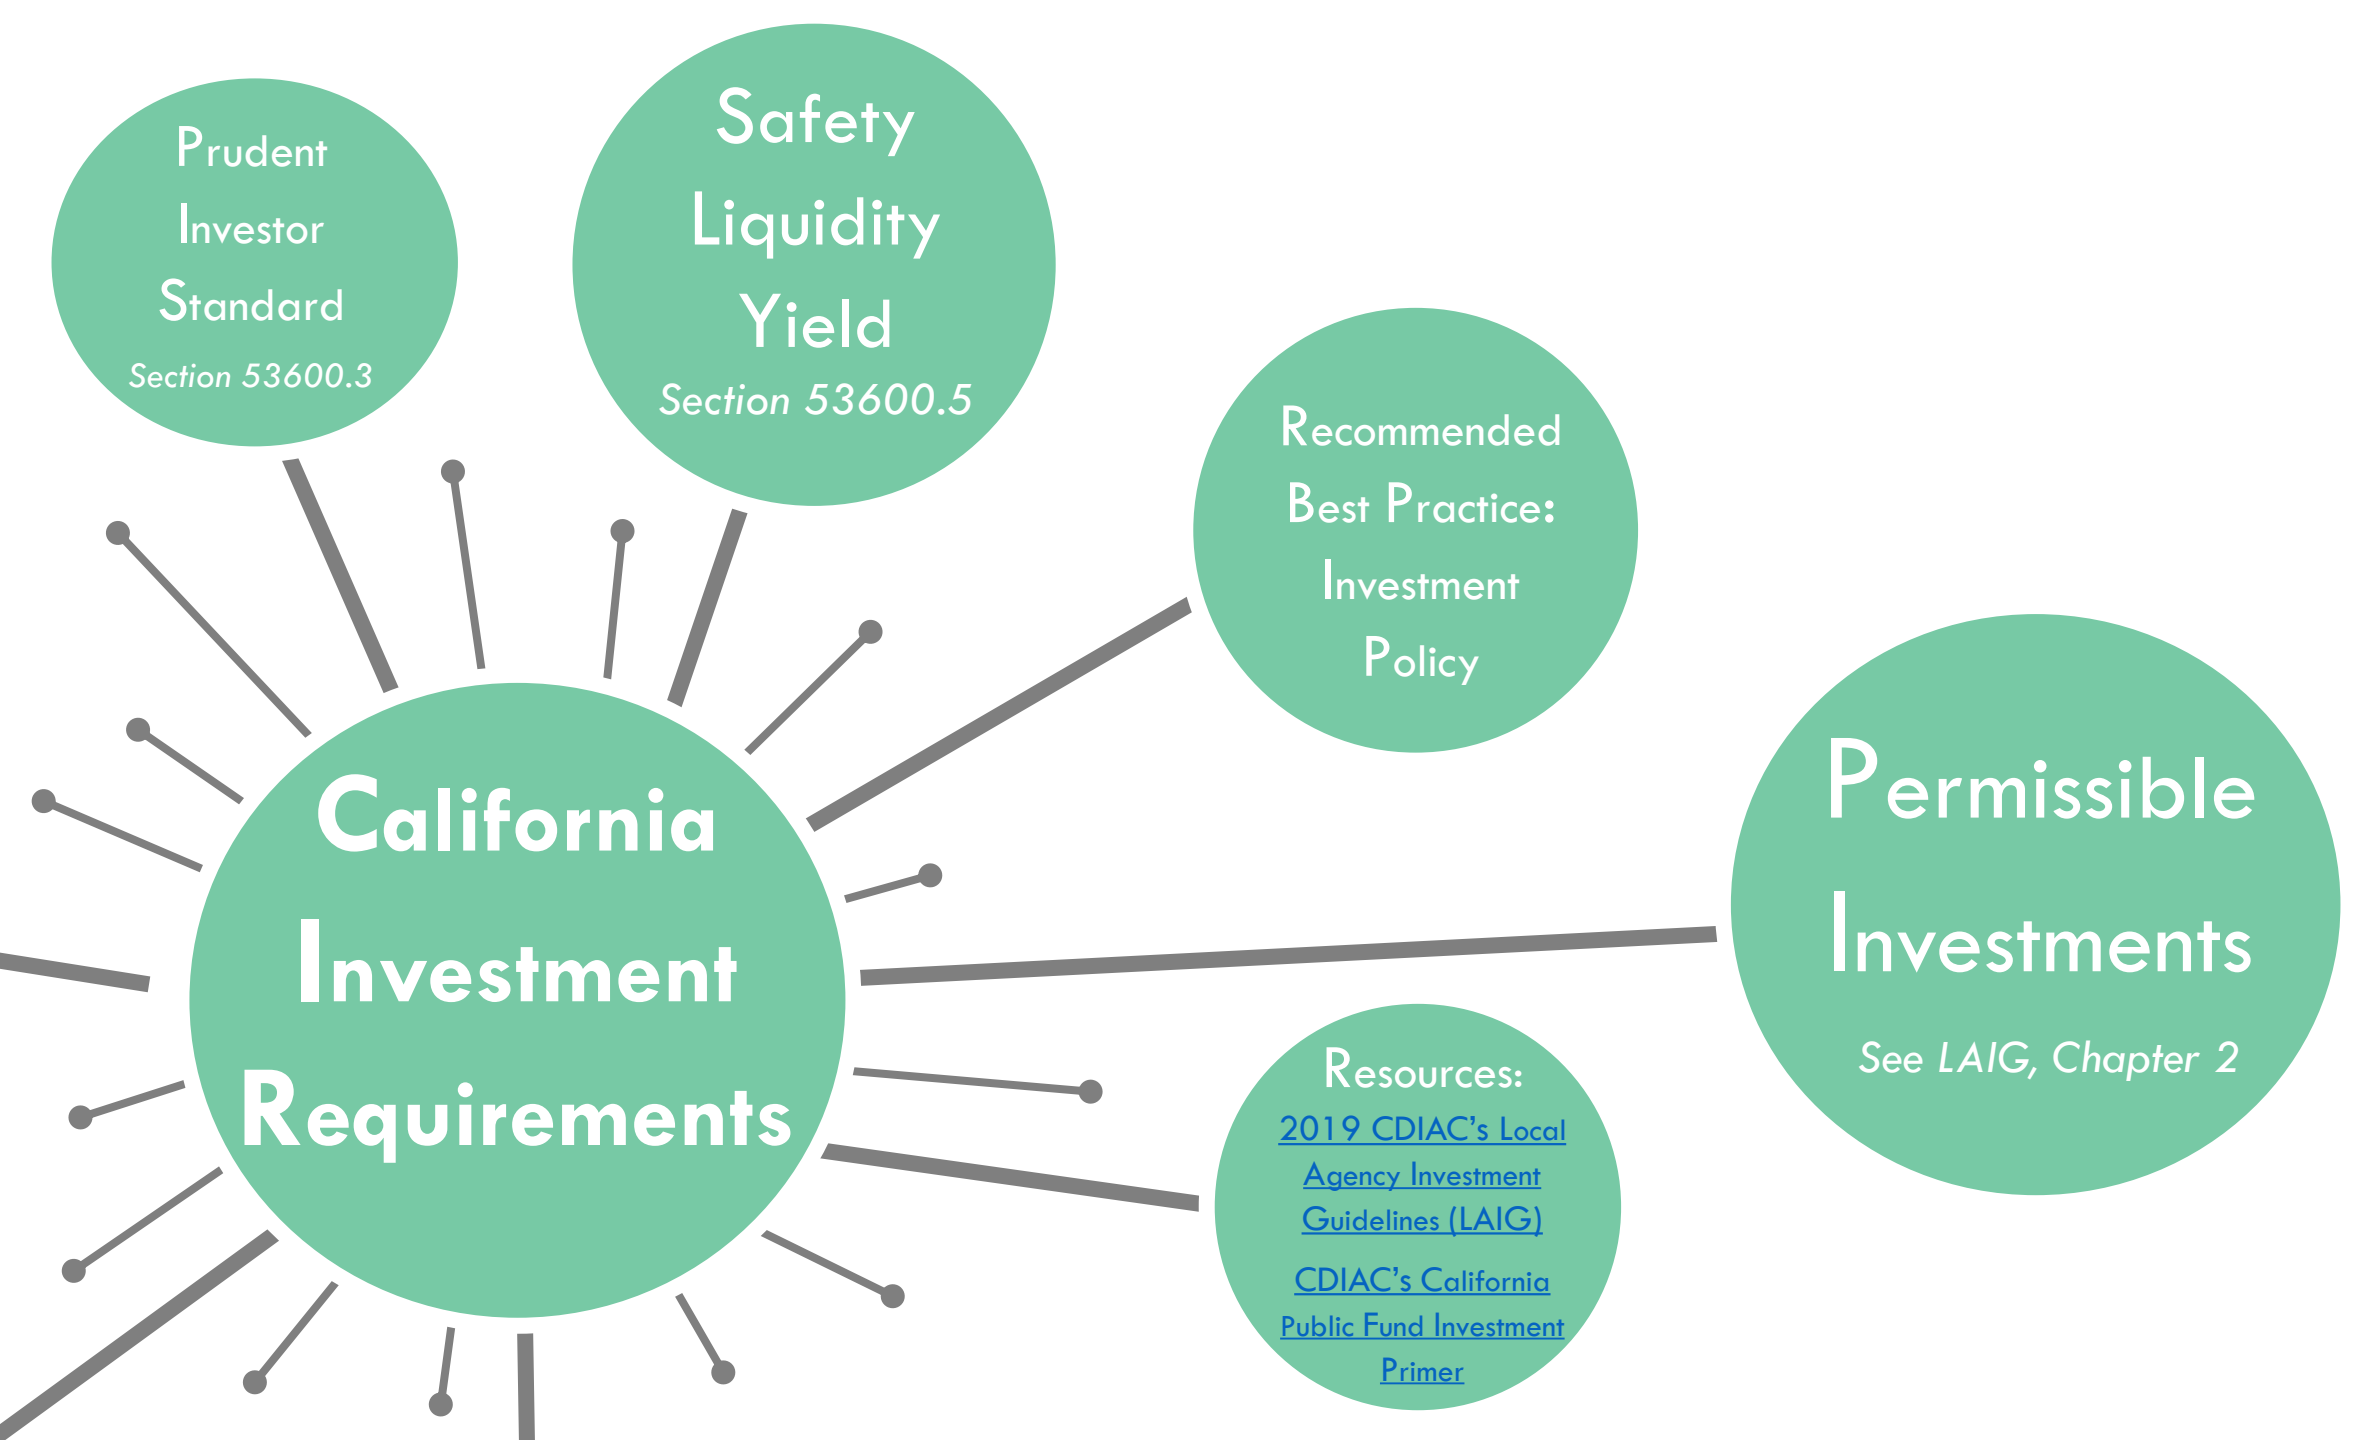 Prudent
Investor
Standard
Section 53600.3
Safety
Liquidity
Yield
Section 53600.5
Recommended
Best Practice:
Investment
Policy
Permissible
Investments
See LAIG, Chapter 2
California
Investment
Requirements
Resources:
2019 CDIAC’s Local
Agency Investment
Guidelines (LAIG)
CDIAC’s California
Public Fund Investment
Primer